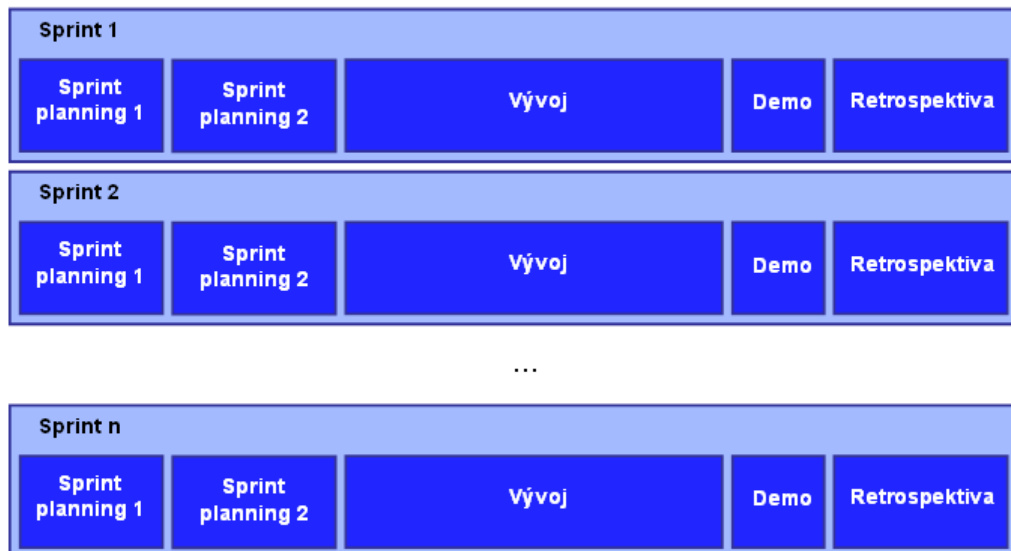 Sprint 1
Sprint
planning 1
Sprint
planning 2
Vývoj
Demo
Retrospektiva
Sprint 2
Sprint
planning 1
Sprint
planning 2
Vývoj
Demo
Retrospektiva
...
Sprint n
Sprint
planning 1
Sprint
planning 2
Vývoj
Demo
Retrospektiva